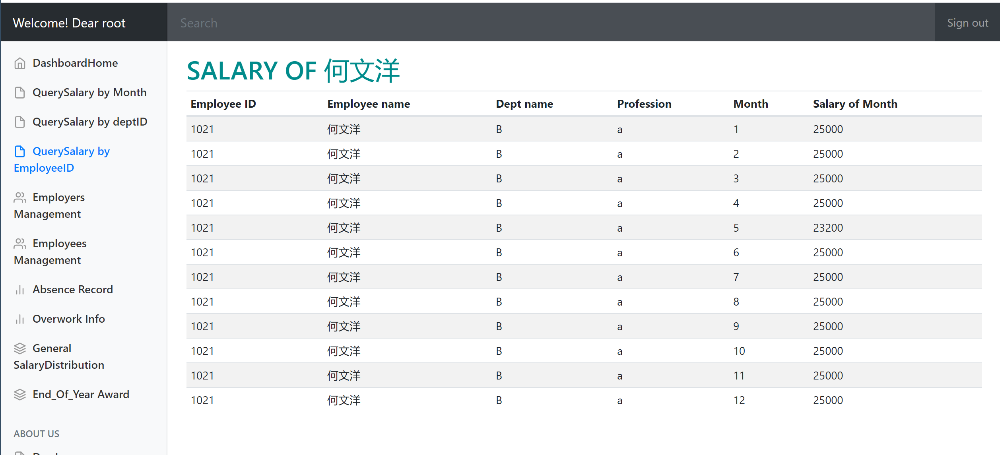 Welcome! Dear root
Search
Sign out
DashboardHome
QuerySalary by Month
QuerySalary by deptID
QuerySalary by
EmployeeID
Employers
Management
Employees
Management
Absence Record
Overwork Info
General
SalaryDistribution
End_Of_Year Award
ABOUT US
SALARY OF 何文洋
Employee ID Employee name Dept name Profession Month Salary of Month
1021 何文洋 B a 1 25000
1021 何文洋 B a 2 25000
1021 何文洋 B a 3 25000
1021 何文洋 B a 4 25000
1021 何文洋 B a 5 23200
1021 何文洋 B a 6 25000
1021 何文洋 B a 7 25000
1021 何文洋 B a 8 25000
1021 何文洋 B a 9 25000
1021 何文洋 B a 10 25000
1021 何文洋 B a 11 25000
1021 何文洋 B a 12 25000